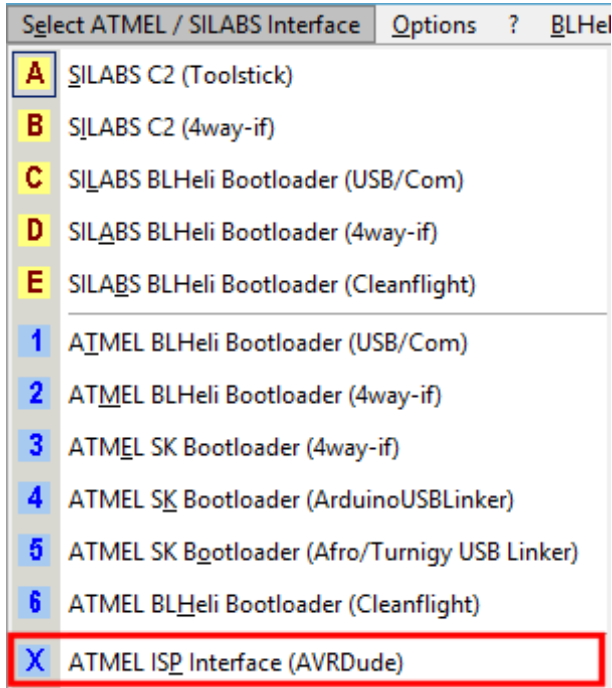 Select ATMEL / SILABS Interface Options ? BLHel
A SILABS C2 (Toolstick)
B SILABS C2 (4way-if)
C SILABS BLHeli Bootloader (USB/Com)
D SILABS BLHeli Bootloader (4way-if)
E SILABS BLHeli Bootloader (Cleanflight)
1 ATMEL BLHeli Bootloader (USB/Com)
2 ATMEL BLHeli Bootloader (4way-if)
3 ATMEL SK Bootloader (4way-if)
4 ATMEL SK Bootloader (ArduinoUSBLinker)
5 ATMEL SK Bootloader (Afro/Turnigy USB Linker)
6 ATMEL BLHeli Bootloader (Cleanflight)
X ATMEL ISP Interface (AVRDude)